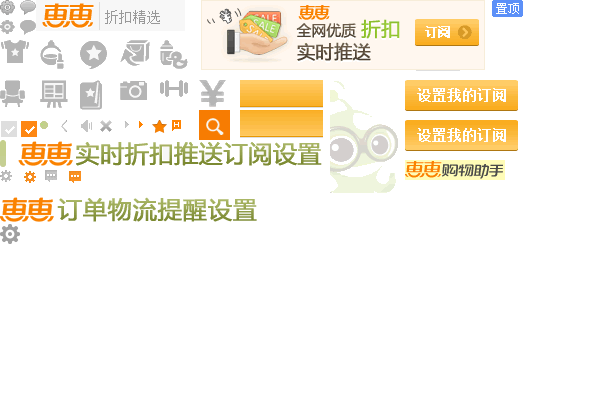 惠惠 折扣精选
惠惠
全网优质 折扣
实时推送
订阅
置顶
SALE
SALE
设置我的订阅
设置我的订阅
惠惠实时折扣推送订阅设置
惠惠购物助手
惠惠 订单物流提醒设置